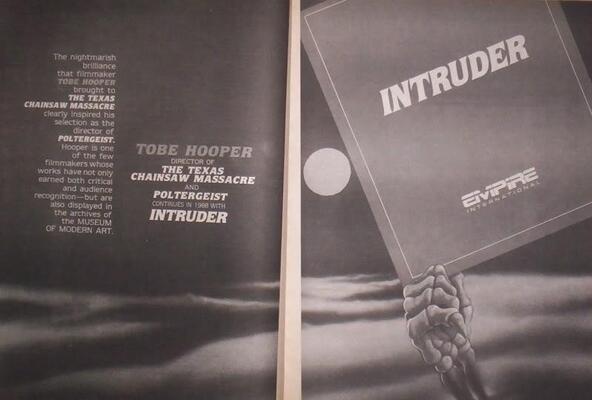 The nightmarish
brilliance
that filmmaker
TOBE HOOPER
brought to
THE TEXAS
CHAINSAW MASSACRE
clearly inspired his
selection as the
director of
POLTERGEIST.
Hooper is one
of the few
filmmakers whose
works have not only
earned both critical
and audience
recognition—but are
also displayed in
the archives of
the MUSEUM
OF MODERN ART.
TOBE HOOPER
DIRECTOR OF
THE TEXAS
CHAINSAW MASSACRE
AND
POLTERGEIST
CONTINUES IN 1988 WITH
INTRUDER
INTRUDER
EMPIRE
INTERNATIONAL